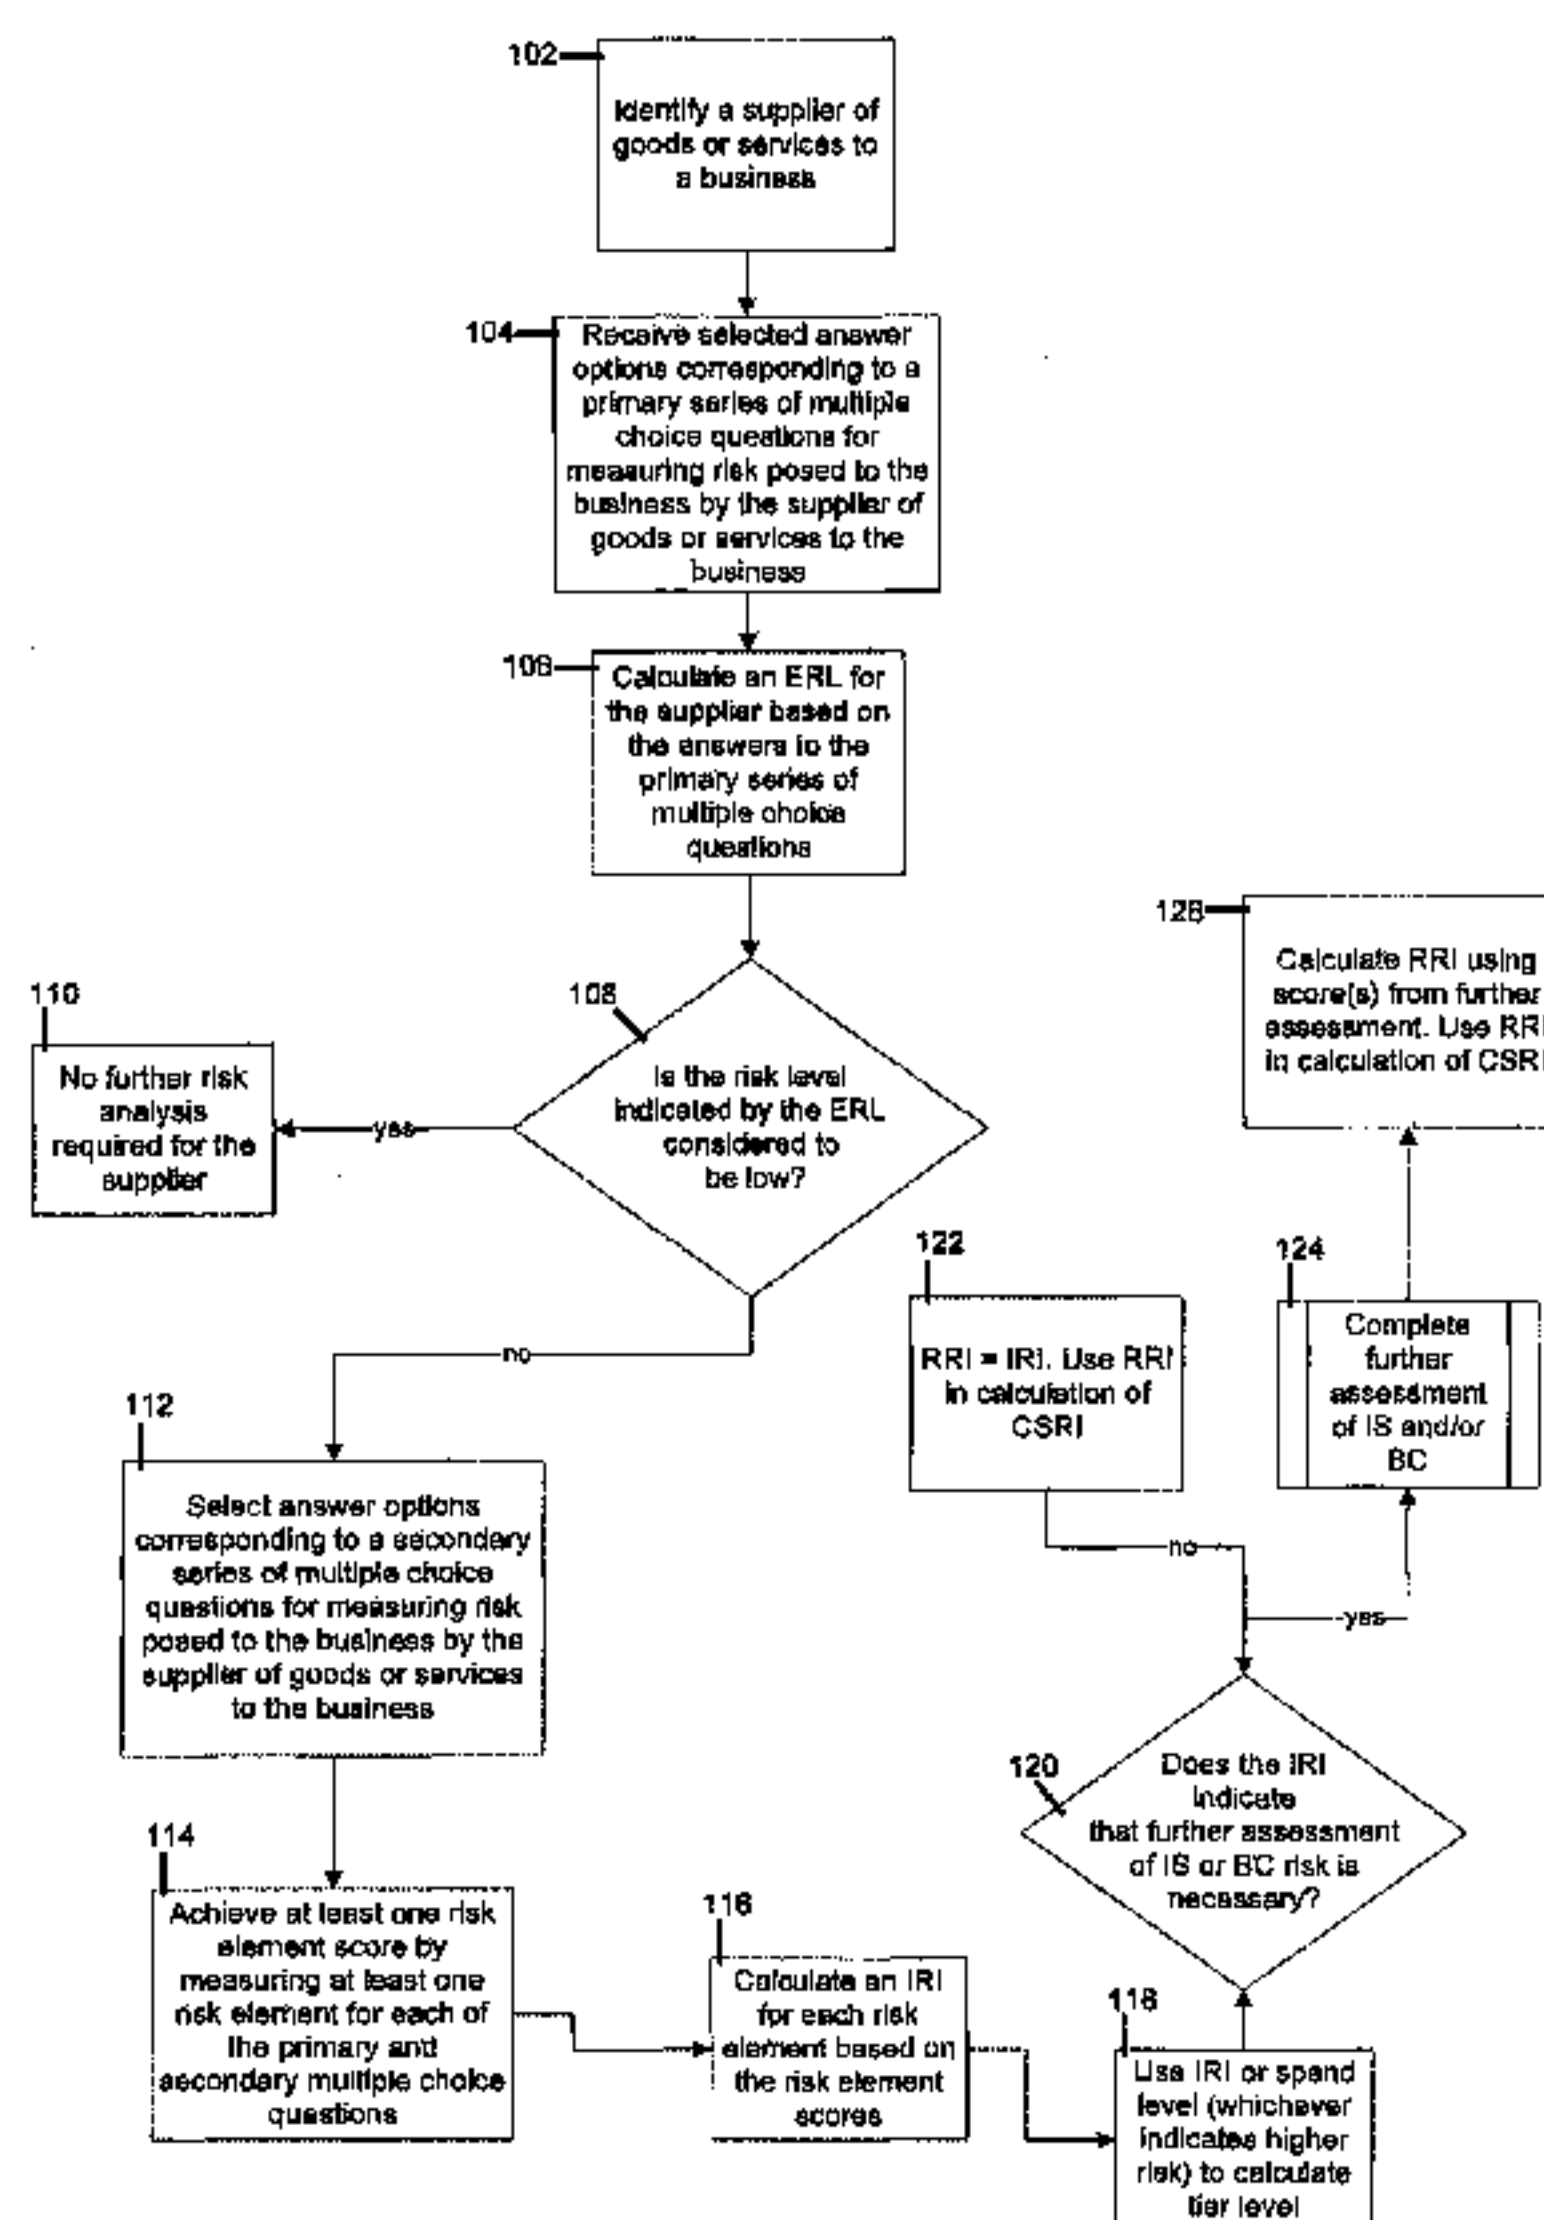 102
Identify a supplier of
goods or services to
a business
104
Receive selected answer
options corresponding to a
primary series of multiple
choice questions for
measuring risk posed to the
business by the supplier of
goods or services to the
business
106
Calculate an ERL for
the supplier based on
the answers to the
primary series of
multiple choice
questions
108
Is the risk level
indicated by the ERL
considered to
be low?
yes
110
No further risk
analysis
required for the
supplier
no
112
Select answer options
corresponding to a secondary
series of multiple choice
questions for measuring risk
posed to the business by the
supplier of goods or services
to the business
114
Achieve at least one risk
element score by
measuring at least one
risk element for each of
the primary and
secondary multiple choice
questions
116
Calculate an IRI
for each risk
element based on
the risk element
scores
118
Use IRI or spend
level (whichever
indicates higher
risk) to calculate
tier level
120
Does the IRI
indicate
that further assessment
of IS or BC risk is
necessary?
no
122
RRI = IRI. Use RRI
in calculation of
CSRI
yes
124
Complete
further
assessment
of IS and/or
BC
126
Calculate RRI using
score(s) from further
assessment. Use RRI
in calculation of CSRI